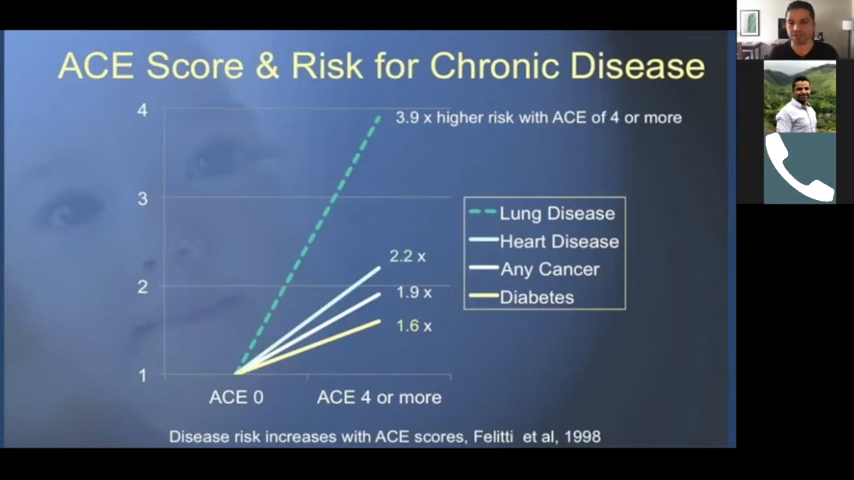 ACE Score & Risk for Chronic Disease
4
3.9 x higher risk with ACE of 4 or more
3
Lung Disease
Heart Disease
Any Cancer
Diabetes
2.2 x
2
1.9 x
1.6 x
1
ACE 0
ACE 4 or more
Disease risk increases with ACE scores, Felitti et al, 1998